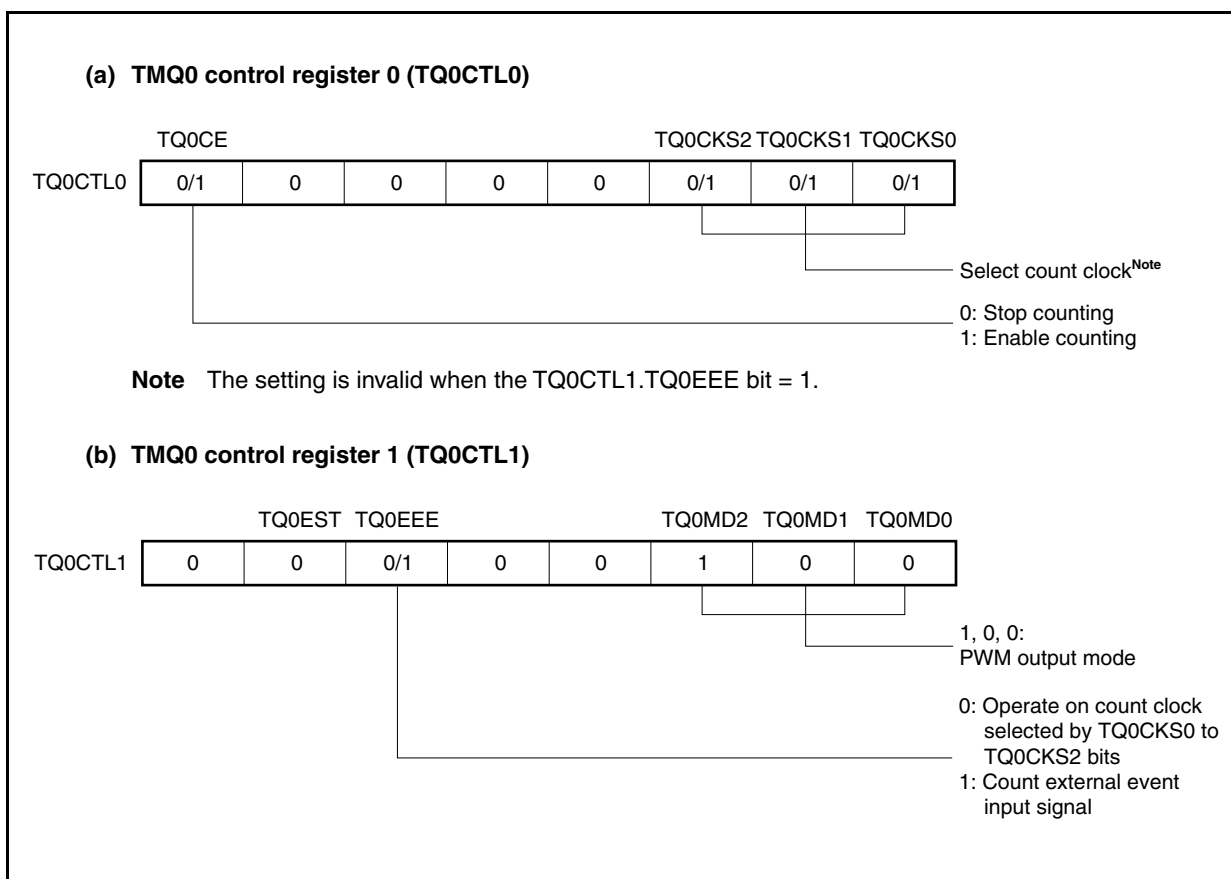 (a) TMQ0 control register 0 (TQ0CTL0)
TQ0CE TQ0CKS2 TQ0CKS1 TQ0CKS0
TQ0CTL0 0/1 0 0 0 0 0/1 0/1 0/1
Select count clockNote
0: Stop counting
1: Enable counting
Note The setting is invalid when the TQ0CTL1.TQ0EEE bit = 1.
(b) TMQ0 control register 1 (TQ0CTL1)
TQ0EST TQ0EEE TQ0MD2 TQ0MD1 TQ0MD0
TQ0CTL1 0 0 0/1 0 0 1 0 0
1, 0, 0:
PWM output mode
0: Operate on count clock
selected by TQ0CKS0 to
TQ0CKS2 bits
1: Count external event
input signal